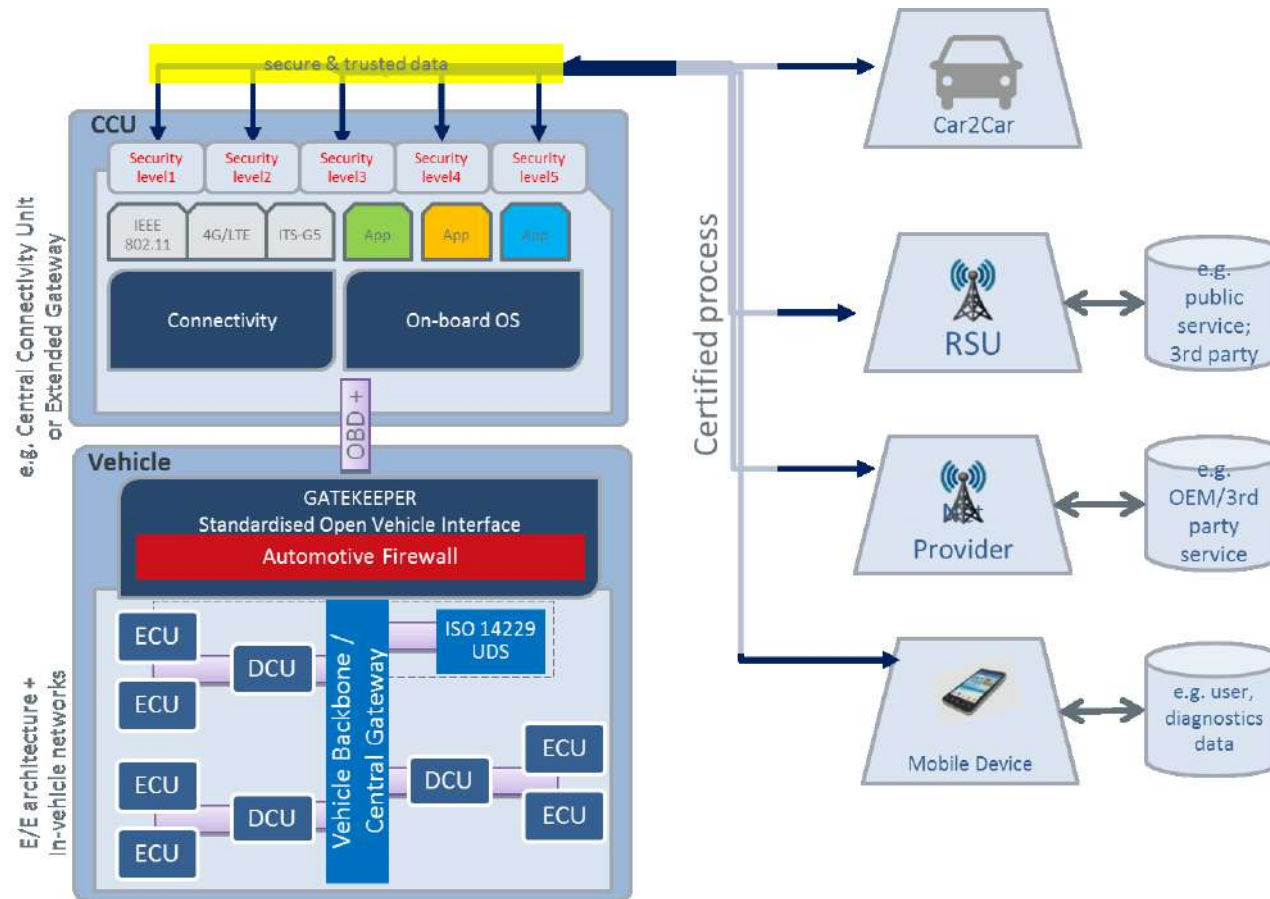 secure & trusted data
CCU
Security
level1
Security
level2
Security
level3
Security
level4
Security
level5
IEEE
802.11
4G/LTE
ITS-G5
App
App
App
Connectivity
On-board OS
e.g. Central Connectivity Unit
or Extended Gateway
OBD +
Vehicle
GATEKEEPER
Standardised Open Vehicle Interface
Automotive Firewall
ECU
ECU
DCU
ISO 14229
UDS
Vehicle Backbone /
Central Gateway
ECU
ECU
DCU
DCU
ECU
ECU
E/E architecture +
In-vehicle networks
Certified process
Car2Car
RSU
e.g.
public
service;
3rd party
Provider
e.g.
OEM/3rd
party
service
Mobile Device
e.g. user,
diagnostics
data